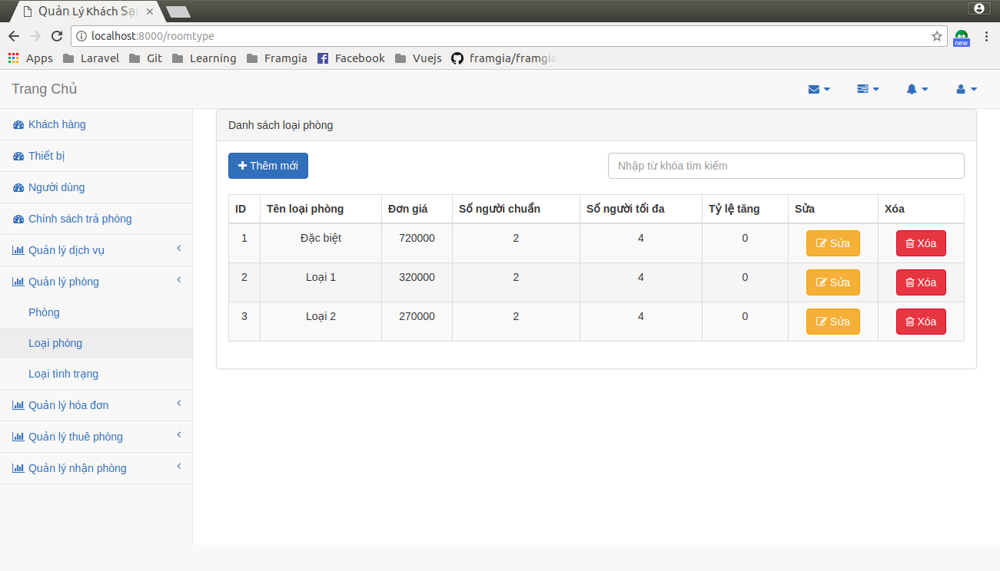 Quản Lý Khách Sạn
localhost:8000/roomtype
new
Apps Laravel Git Learning Framgia Facebook Vuejs framgia/framgia
Trang Chủ
Khách hàng
Thiết bị
Người dùng
Chính sách trả phòng
Quản lý dịch vụ
Quản lý phòng
Phòng
Loại phòng
Loại tình trạng
Quản lý hóa đơn
Quản lý thuê phòng
Quản lý nhận phòng
Danh sách loại phòng
Thêm mới
Nhập từ khóa tìm kiếm
ID Tên loại phòng Đơn giá Số người chuẩn Số người tối đa Tỷ lệ tăng Sửa Xóa
1 Đặc biệt 720000 2 4 0 Sửa Xóa
2 Loại 1 320000 2 4 0 Sửa Xóa
3 Loại 2 270000 2 4 0 Sửa Xóa